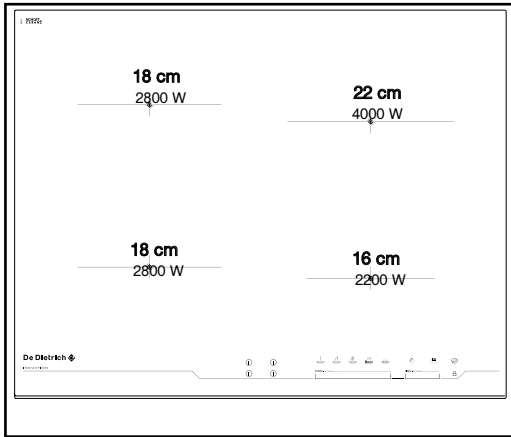 18 cm
2800 W
22 cm
4000 W
18 cm
2800 W
16 cm
2200 W
De Dietrich